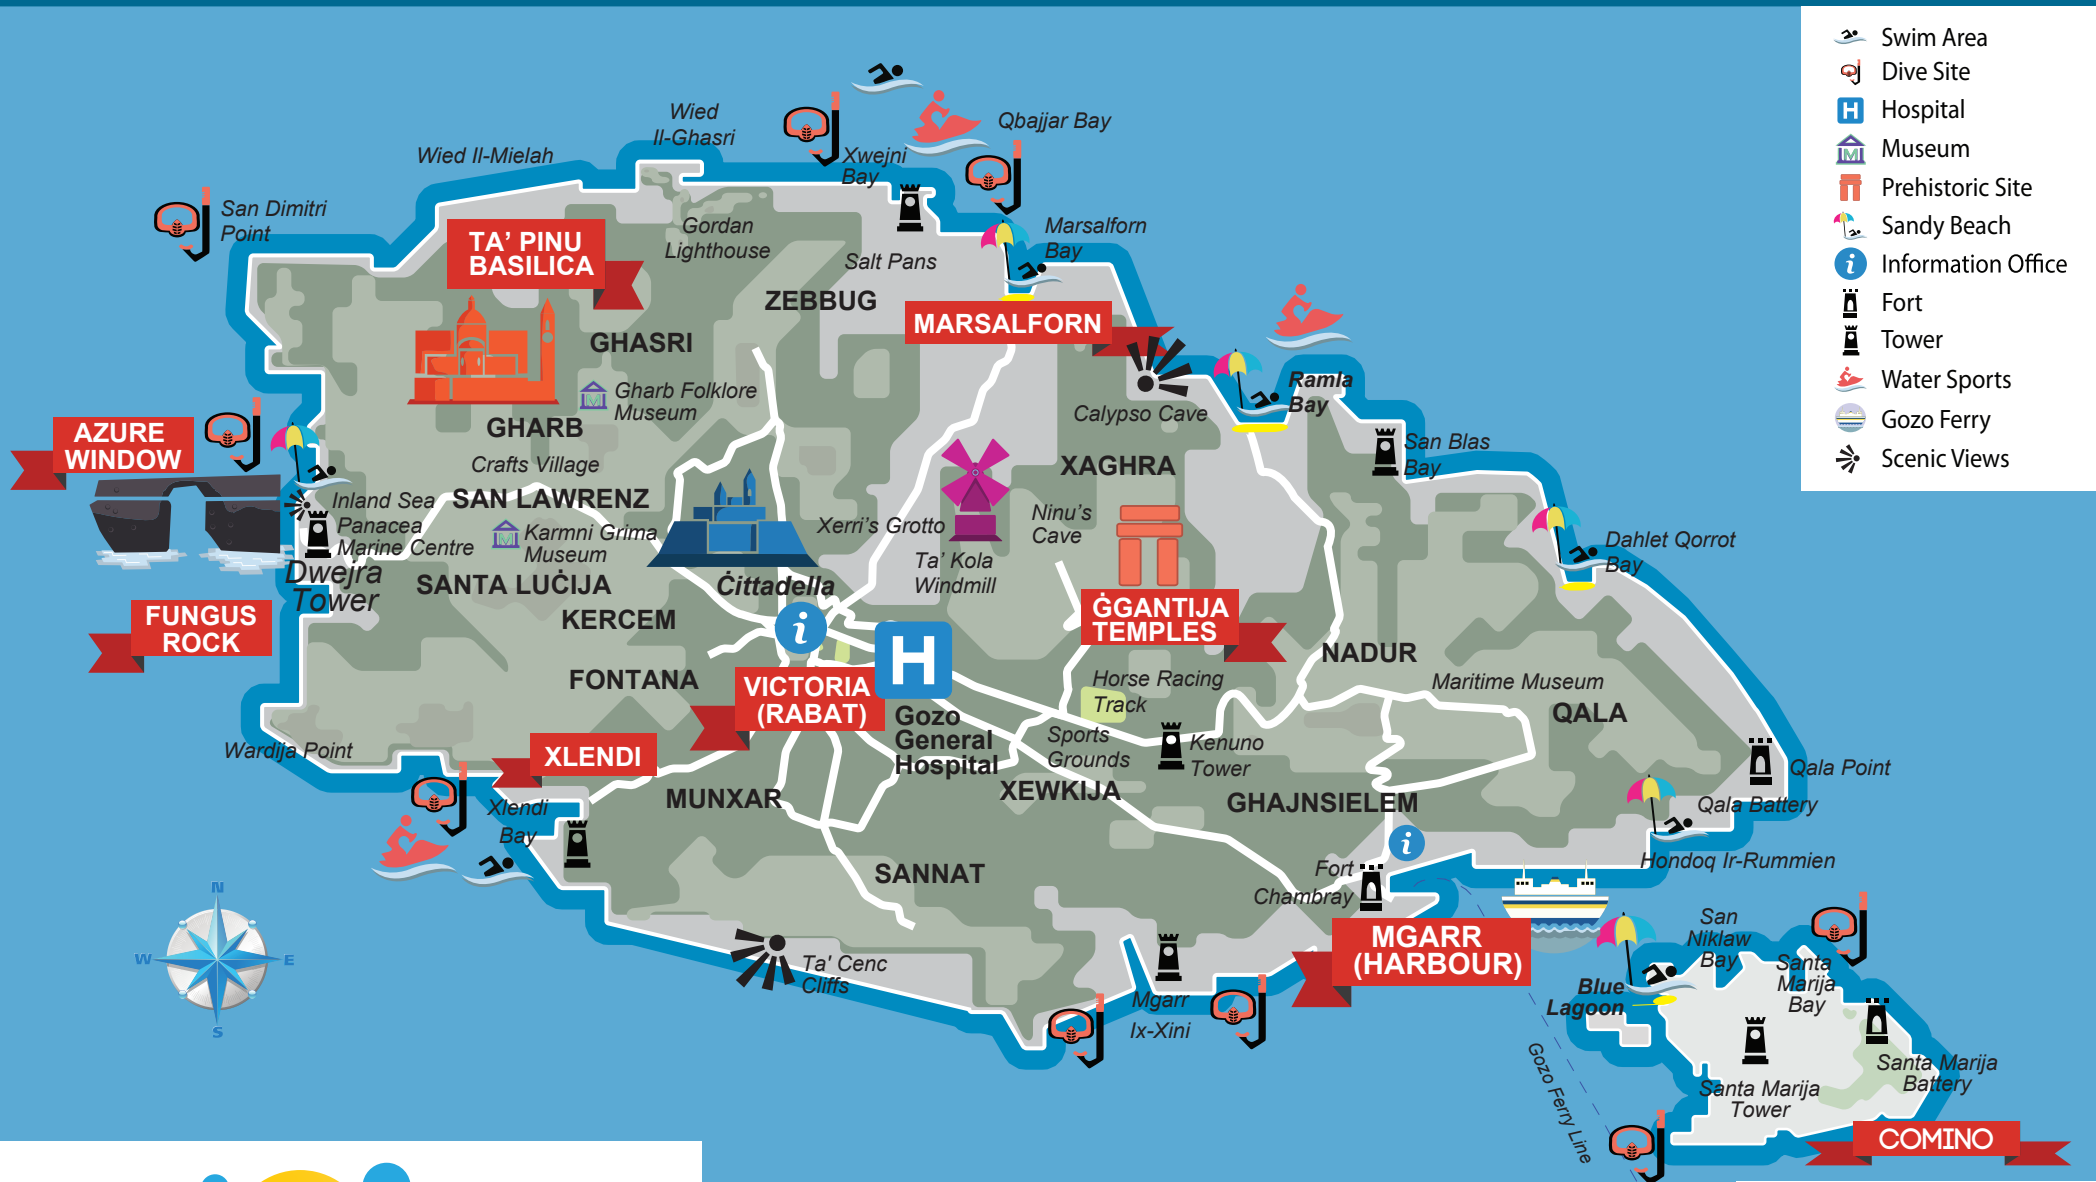 Swim Area
Dive Site
H
Hospital
M
Museum
Prehistoric Site
Sandy Beach
i
Information Office
Fort
Tower
Water Sports
Gozo Ferry
Scenic Views
Wied
Il-Ghasri
Wied Il-Mielah
Qbajjar Bay
Xwejni
Bay
San Dimitri
Point
Gordan
Lighthouse
Marsalforn
Bay
TA' PINU
BASILICA
Salt Pans
ZEBBUG
MARSALFORN
GHASRI
M
Gharb Folklore
Museum
Ramla
Bay
Calypso Cave
GHARB
AZURE
WINDOW
Crafts Village
XAGHRA
San Blas
Bay
Inland Sea
Panacea
Marine Centre
SAN LAWRENZ
M
Karmni Grima
Museum
Xerri's Grotto
Ninu's
Cave
Ta' Kola
Windmill
Dahlet Qorrot
Bay
Dwejra
Tower
SANTA LUĊIJA
Ċittadella
FUNGUS
ROCK
KERCEM
i
H
ĠGANTIJA
TEMPLES
NADUR
FONTANA
VICTORIA
(RABAT)
Horse Racing
Track
Maritime Museum
QALA
Gozo
General
Hospital
Sports
Grounds
Kenuno
Tower
Wardija Point
XLENDI
Qala Point
MUNXAR
XEWKIJA
GHAJNSIELEM
Qala Battery
Xlendi
Bay
i
Hondoq Ir-Rummien
SANNAT
Fort
Chambray
N
W
E
S
MGARR
(HARBOUR)
San
Niklaw
Bay
Santa
Marija
Bay
Ta' Cenc
Cliffs
Blue
Lagoon
Mgarr
Ix-Xini
Gozo Ferry Line
Santa Marija
Battery
Santa Marija
Tower
COMINO